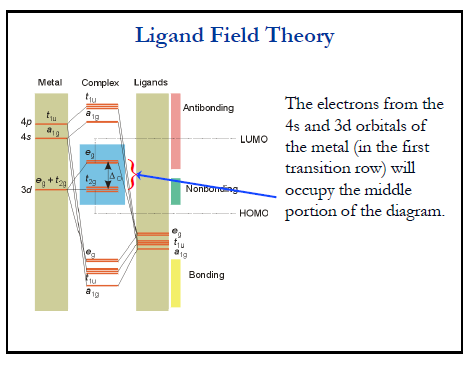 Ligand Field Theory
Metal Complex Ligands
t1u
a1g
Antibonding
4p t1u
a1g
4s
LUMO
eg
eg + t2g
t2g
Δo
3d
Nonbonding
HOMO
eg
t1u
a1g
eg
t1u
a1g
Bonding
The electrons from the
4s and 3d orbitals of
the metal (in the first
transition row) will
occupy the middle
portion of the diagram.